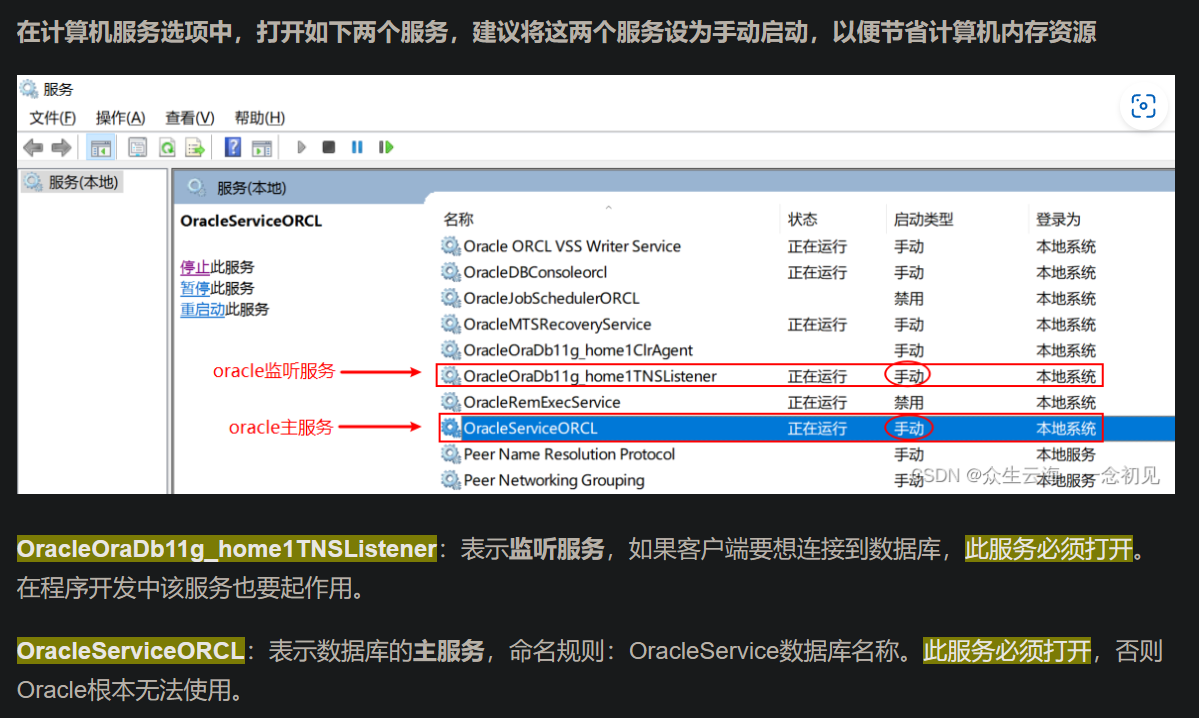 在计算机服务选项中，打开如下两个服务，建议将这两个服务设为手动启动，以便节省计算机内存资源
服务
文件(F) 操作(A) 查看(V) 帮助(H)
服务(本地)
服务(本地)
OracleServiceORCL
停止此服务
暂停此服务
重启动此服务
名称 状态 启动类型 登录为
Oracle ORCL VSS Writer Service 正在运行 手动 本地系统
OracleDBConsoleorcl 正在运行 手动 本地系统
OracleJobSchedulerORCL 禁用 本地系统
OracleMTSRecoveryService 正在运行 手动 本地系统
OracleOraDb11g_home1ClrAgent 手动 本地系统
oracle监听服务
OracleOraDb11g_home1TNSListener 正在运行 手动 本地系统
OracleRemExecService 正在运行 禁用 本地系统
oracle主服务
OracleServiceORCL 正在运行 手动 本地系统
Peer Name Resolution Protocol 手动 本地服务
Peer Networking Grouping 手动 本地服务
CSDN @众生云海，一念初见
OracleOraDb11g_home1TNSListener：表示监听服务，如果客户端要想连接到数据库，此服务必须打开。
在程序开发中该服务也要起作用。
OracleServiceORCL：表示数据库的主服务，命名规则：OracleService数据库名称。此服务必须打开，否则
Oracle根本无法使用。